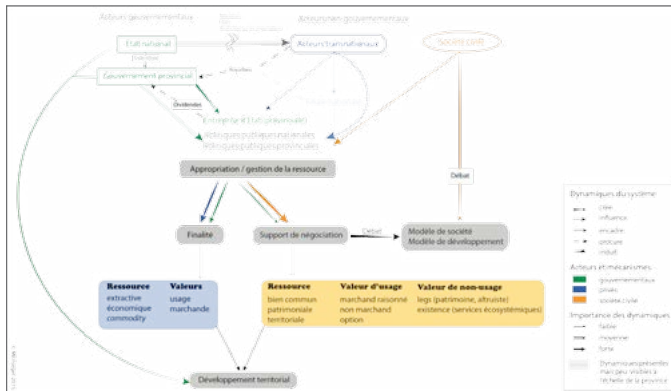 Acteurs gouvernementaux
Acteurs non-gouvernementaux
Etat national
Acteurs transnationaux
Société civile
Gouvernement provincial
Dividendes
Entreprise d'Etat (provinciale)
Politiques publiques nationales
Politiques publiques provinciales
Appropriation / gestion de la ressource
Débat
Finalité
Support de négociation
Débat
Modèle de société
Modèle de développement
Ressource
Valeurs
extractive
usage
économique
marchande
commodity
Ressource
Valeur d'usage
Valeur de non-usage
bien commun
marchand raisonné
legs (patrimoine, altruiste)
patrimoniale
non marchand
existence (services écosystémiques)
territoriale
option
Développement territorial
Dynamiques du système
crée
influence
encadre
procure
induit
Acteurs et mécanismes
gouvernementaux
privés
société civile
Importance des dynamiques
faible
moyenne
forte
Dynamiques présentes
mais peu visibles à
l'échelle de la province